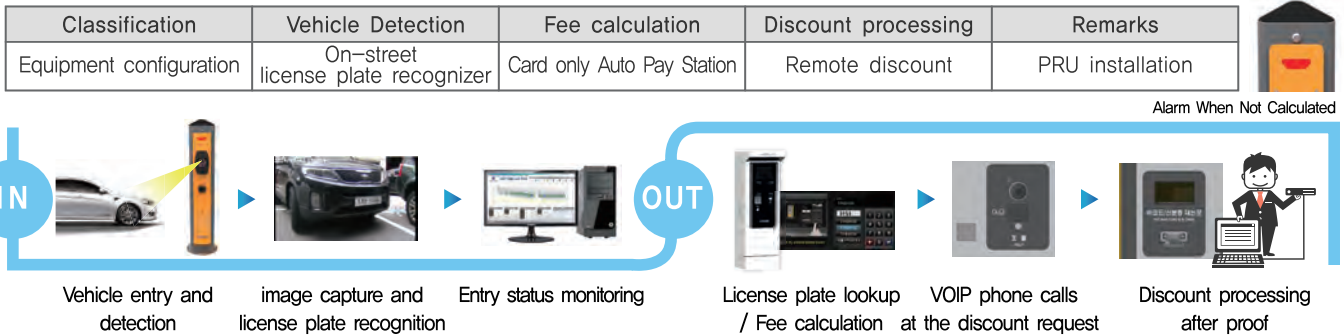 Classification Vehicle Detection Fee calculation Discount processing Remarks
Equipment configuration On-street license plate recognizer Card only Auto Pay Station Remote discount PRU installation
Alarm When Not Calculated
IN
OUT
Vehicle entry and
detection
image capture and
license plate recognition
Entry status monitoring
License plate lookup
/ Fee calculation
VOIP phone calls
at the discount request
Discount processing
after proof